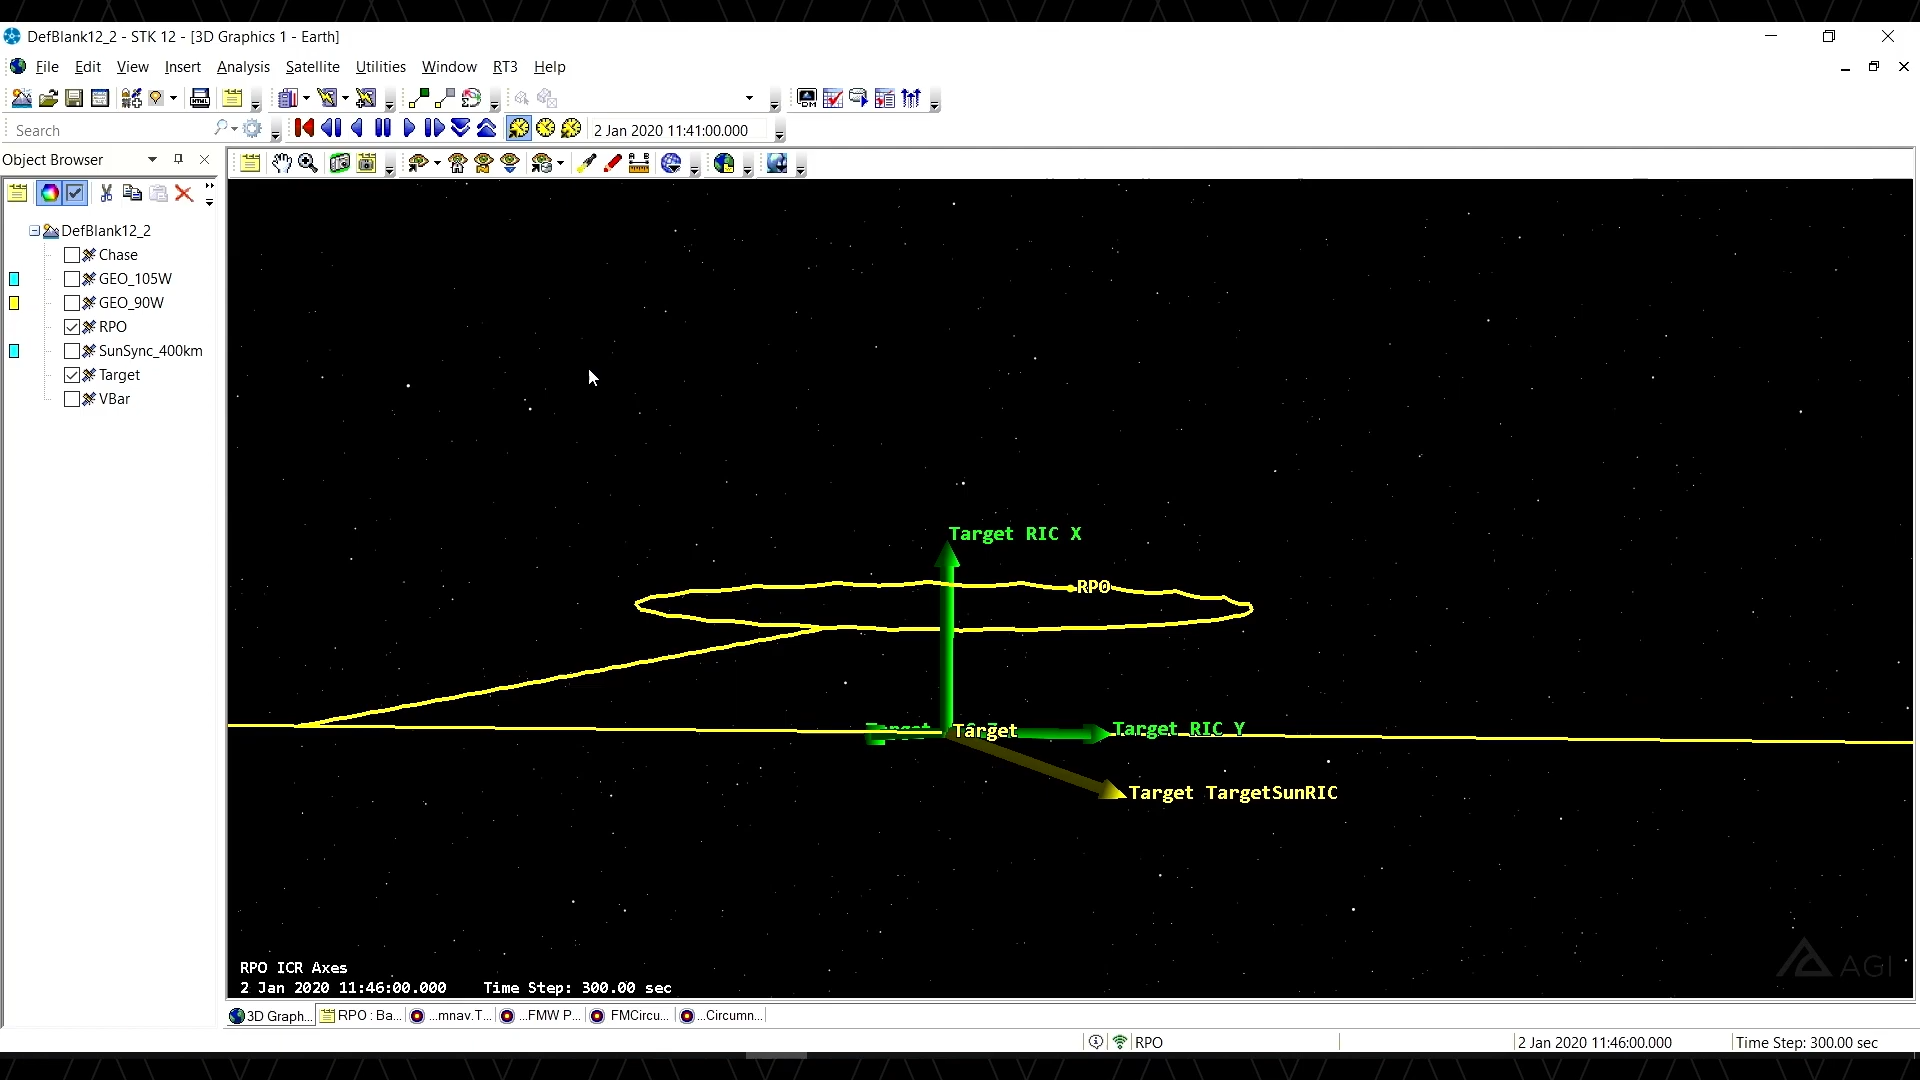 DefBlank12_2 - STK 12 - [3D Graphics 1 - Earth]
File Edit View Insert Analysis Satellite Utilities Window RT3 Help
Search
2 Jan 2020 11:41:00.000
Object Browser
DefBlank12_2
Chase
GEO_105W
GEO_90W
RPO
SunSync_400km
Target
VBar
Target RIC X
RPO
Target
Target RIC Y
Target TargetSunRIC
RPO ICR Axes
2 Jan 2020 11:46:00.000 Time Step: 300.00 sec
AGI
3D Graph... RPO : Ba... ...mnav.T... ...FMW P... FMCircu... ...Circumn...
RPO 2 Jan 2020 11:46:00.000 Time Step: 300.00 sec